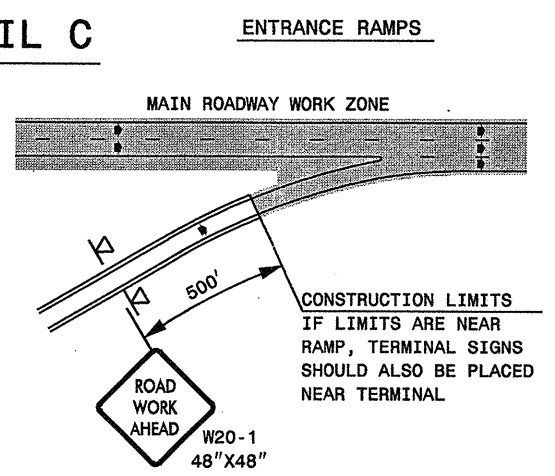 IL C
ENTRANCE RAMPS
MAIN ROADWAY WORK ZONE
500'
CONSTRUCTION LIMITS
IF LIMITS ARE NEAR
RAMP, TERMINAL SIGNS
SHOULD ALSO BE PLACED
NEAR TERMINAL
ROAD
WORK
AHEAD
W20-1
48"X48"